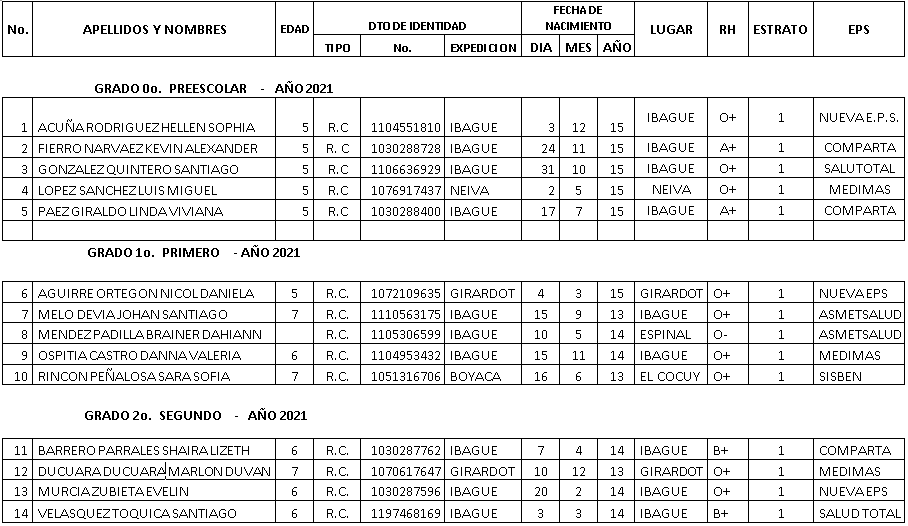 No. APELLIDOS Y NOMBRES EDAD DTO DE IDENTIDAD FECHA DE NACIMIENTO LUGAR RH ESTRATO EPS
TIPO No. EXPEDICION DIA MES AÑO
GRADO 0o. PREESCOLAR - AÑO 2021
1 ACUÑA RODRIGUEZ HELLEN SOPHIA 5 R.C 1104551810 IBAGUE 3 12 15 IBAGUE O+ 1 NUEVA E.P.S.
2 FIERRO NARVAEZ KEVIN ALEXANDER 5 R. C 1030288728 IBAGUE 24 11 15 IBAGUE A+ 1 COMPARTA
3 GONZALEZ QUINTERO SANTIAGO 5 R.C 1106636929 IBAGUE 31 10 15 IBAGUE O+ 1 SALUTOTAL
4 LOPEZ SANCHEZ LUIS MIGUEL 5 R.C 1076917437 NEIVA 2 5 15 NEIVA O+ 1 MEDIMAS
5 PAEZ GIRALDO LINDA VIVIANA 5 R.C 1030288400 IBAGUE 17 7 15 IBAGUE A+ 1 COMPARTA
GRADO 1o. PRIMERO - AÑO 2021
6 AGUIRRE ORTEGON NICOL DANIELA 5 R.C. 1072109635 GIRARDOT 4 3 15 GIRARDOT O+ 1 NUEVA EPS
7 MELO DEVIA JOHAN SANTIAGO 7 R.C. 1110563175 IBAGUE 15 9 13 IBAGUE O+ 1 ASMETSALUD
8 MENDEZ PADILLA BRAINER DAHIANN R.C. 1105306599 IBAGUE 10 5 14 ESPINAL O- 1 ASMETSALUD
9 OSPITIA CASTRO DANNA VALERIA 6 R.C. 1104953432 IBAGUE 15 11 14 IBAGUE O+ 1 MEDIMAS
10 RINCON PEÑALOSA SARA SOFIA 7 R.C. 1051316706 BOYACA 16 6 13 EL COCUY O+ 1 SISBEN
GRADO 2o. SEGUNDO - AÑO 2021
11 BARRERO PARRALES SHAIRA LIZETH 6 R.C. 1030287762 IBAGUE 7 4 14 IBAGUE B+ 1 COMPARTA
12 DUCUARA DUCUARA MARLON DUVAN 7 R.C. 1070617647 GIRARDOT 10 12 13 GIRARDOT O+ 1 MEDIMAS
13 MURCIA ZUBIETA EVELIN 6 R.C. 1030287596 IBAGUE 20 2 14 IBAGUE O+ 1 NUEVA EPS
14 VELASQUEZ TOQUICA SANTIAGO 6 R.C. 1197468169 IBAGUE 3 3 14 IBAGUE B+ 1 SALUD TOTAL